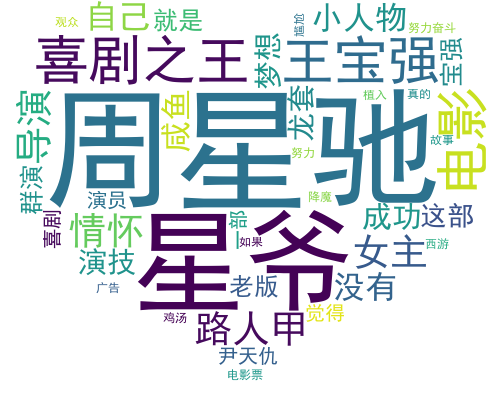 观众
自己
就是
小人物
努力奋斗
尴尬
喜剧之王
梦想
王宝强
宝强
周星驰
导演
咸鱼
龙套
植入
真的
电影
群演
演员
努力
故事
降魔
喜剧
情怀
星爷
一部
如果
成功
这部
演技
女主
西游
广告
老版
没有
鸡汤
路人甲
觉得
尹天仇
电影票